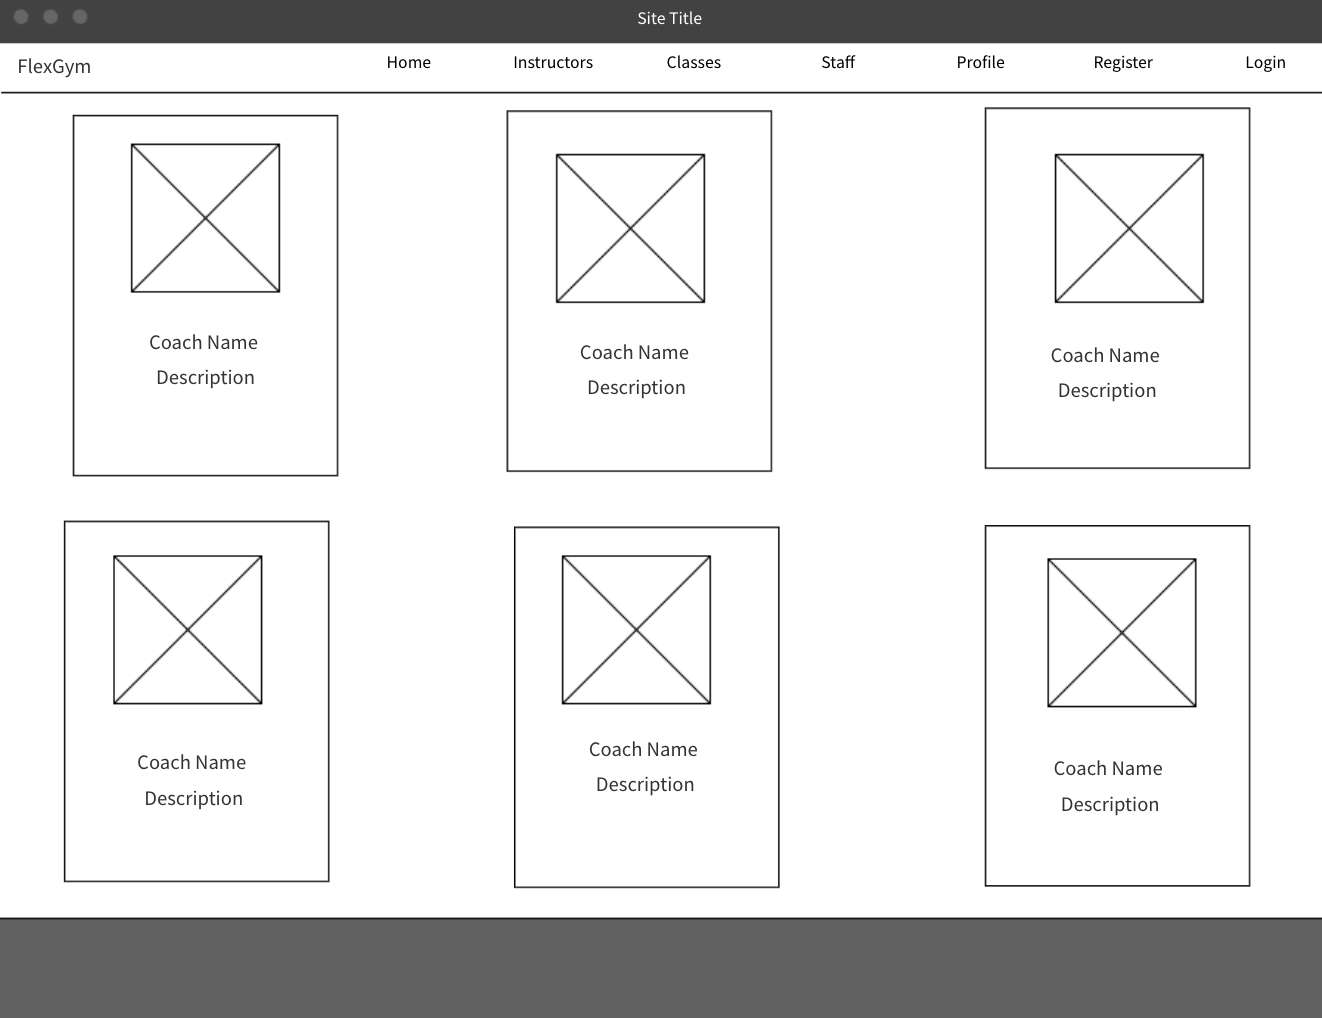 Site Title
FlexGym Home Instructors Classes Staff Profile Register Login
Coach Name
Description
Coach Name
Description
Coach Name
Description
Coach Name
Description
Coach Name
Description
Coach Name
Description